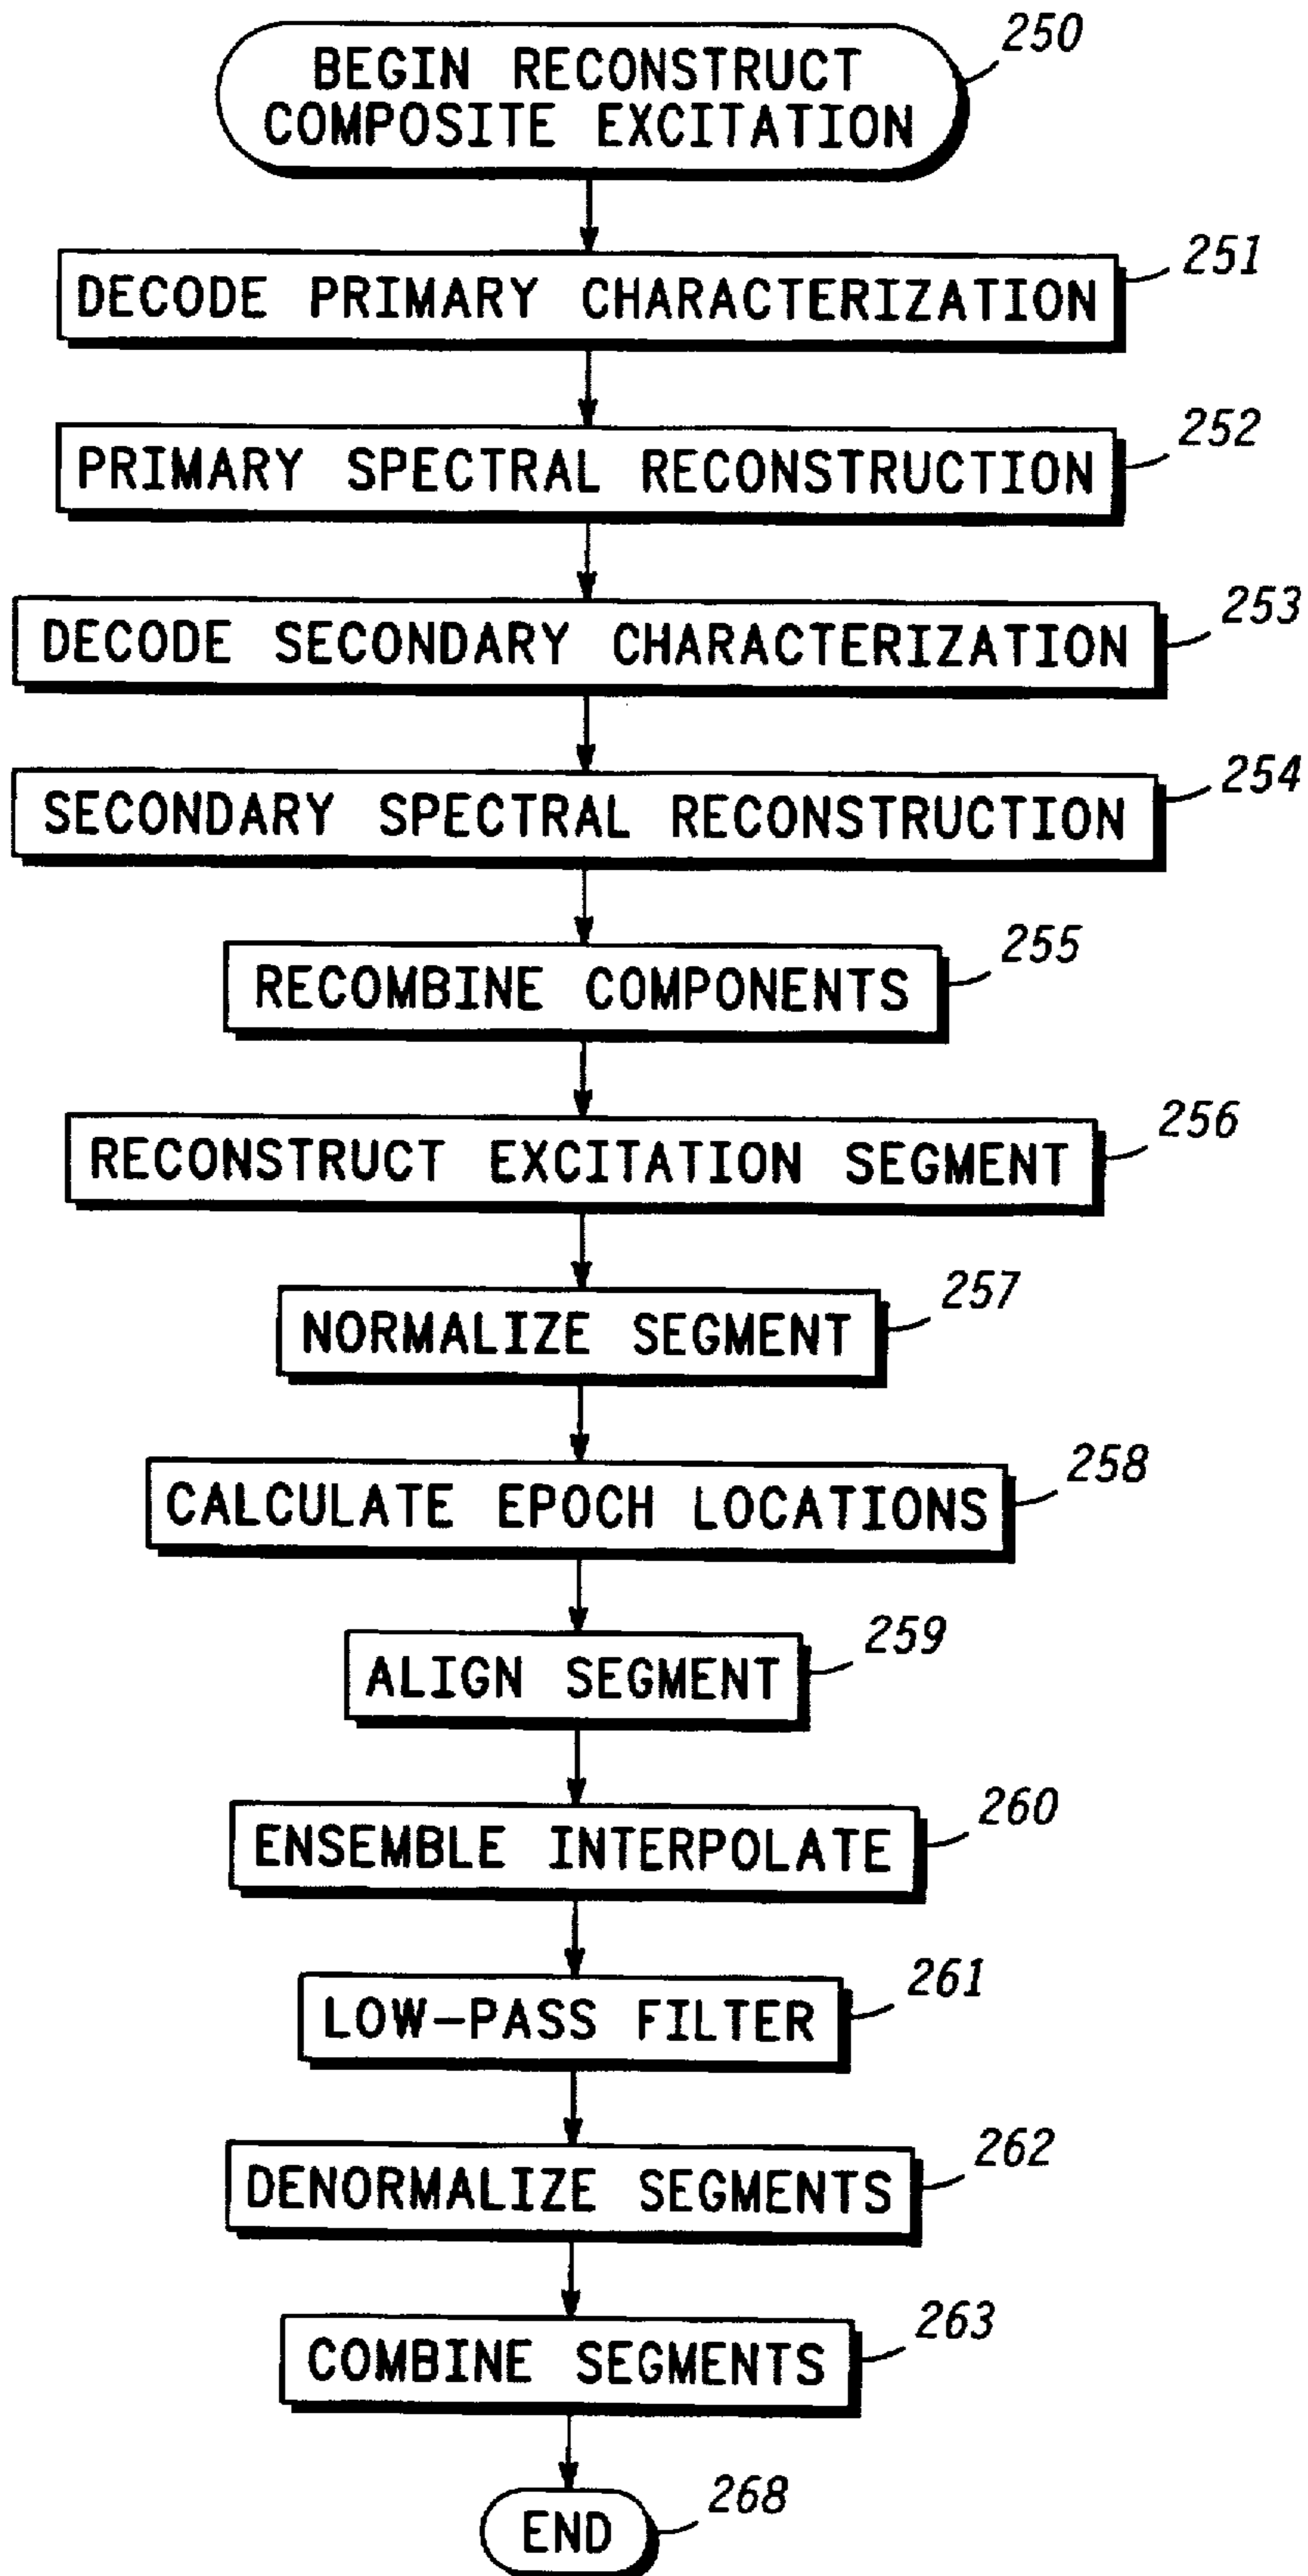 BEGIN RECONSTRUCT
COMPOSITE EXCITATION
250
DECODE PRIMARY CHARACTERIZATION
251
PRIMARY SPECTRAL RECONSTRUCTION
252
DECODE SECONDARY CHARACTERIZATION
253
SECONDARY SPECTRAL RECONSTRUCTION
254
RECOMBINE COMPONENTS
255
RECONSTRUCT EXCITATION SEGMENT
256
NORMALIZE SEGMENT
257
CALCULATE EPOCH LOCATIONS
258
ALIGN SEGMENT
259
ENSEMBLE INTERPOLATE
260
LOW-PASS FILTER
261
DENORMALIZE SEGMENTS
262
COMBINE SEGMENTS
263
END
268